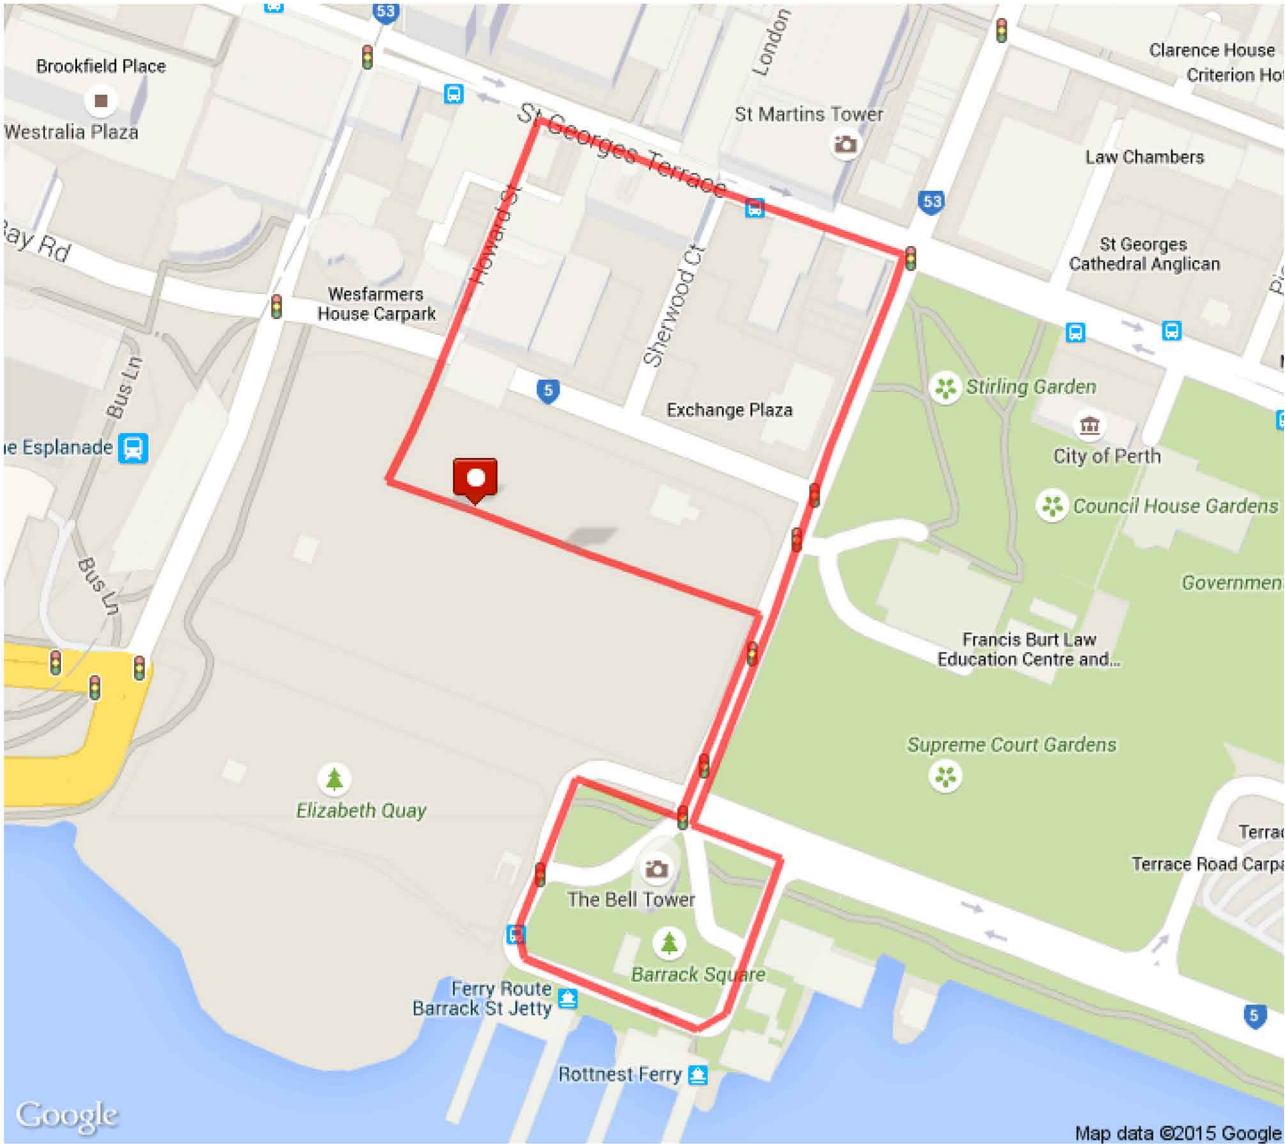 53
London
Clarence House
Criterion Ho
Brookfield Place
Westralia Plaza
St Georges Terrace
St Martins Tower
Law Chambers
53
Howard St
ay Rd
St Georges
Cathedral Anglican
Wesfarmers
House Carpark
Sherwood Ct
5
Bus Ln
Exchange Plaza
Stirling Garden
City of Perth
e Esplanade
Council House Gardens
Bus Ln
Governmen
Francis Burt Law
Education Centre and...
Supreme Court Gardens
Elizabeth Quay
Terrac
Terrace Road Carpa
The Bell Tower
Barrack Square
Ferry Route
Barrack St Jetty
5
Rottnest Ferry
Google
Map data ©2015 Google